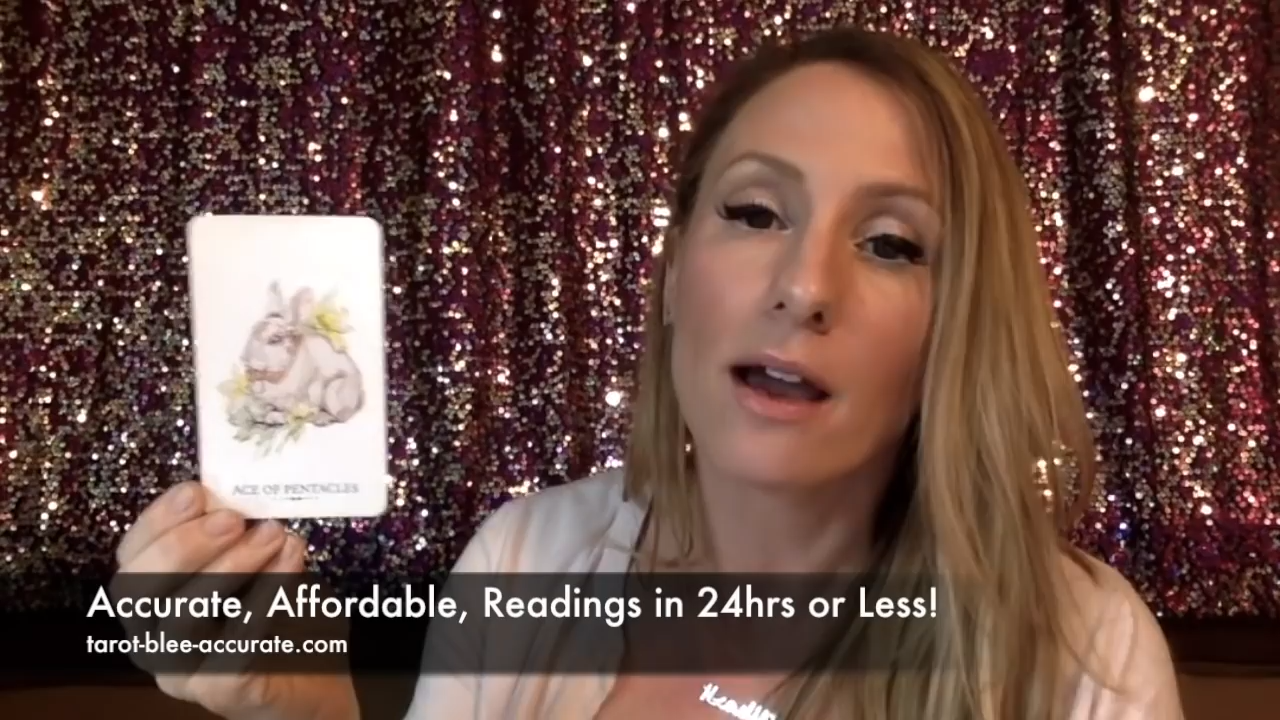 ACE OF PENTACLES
Accurate, Affordable, Readings in 24hrs or Less!
tarot-blee-accurate.com